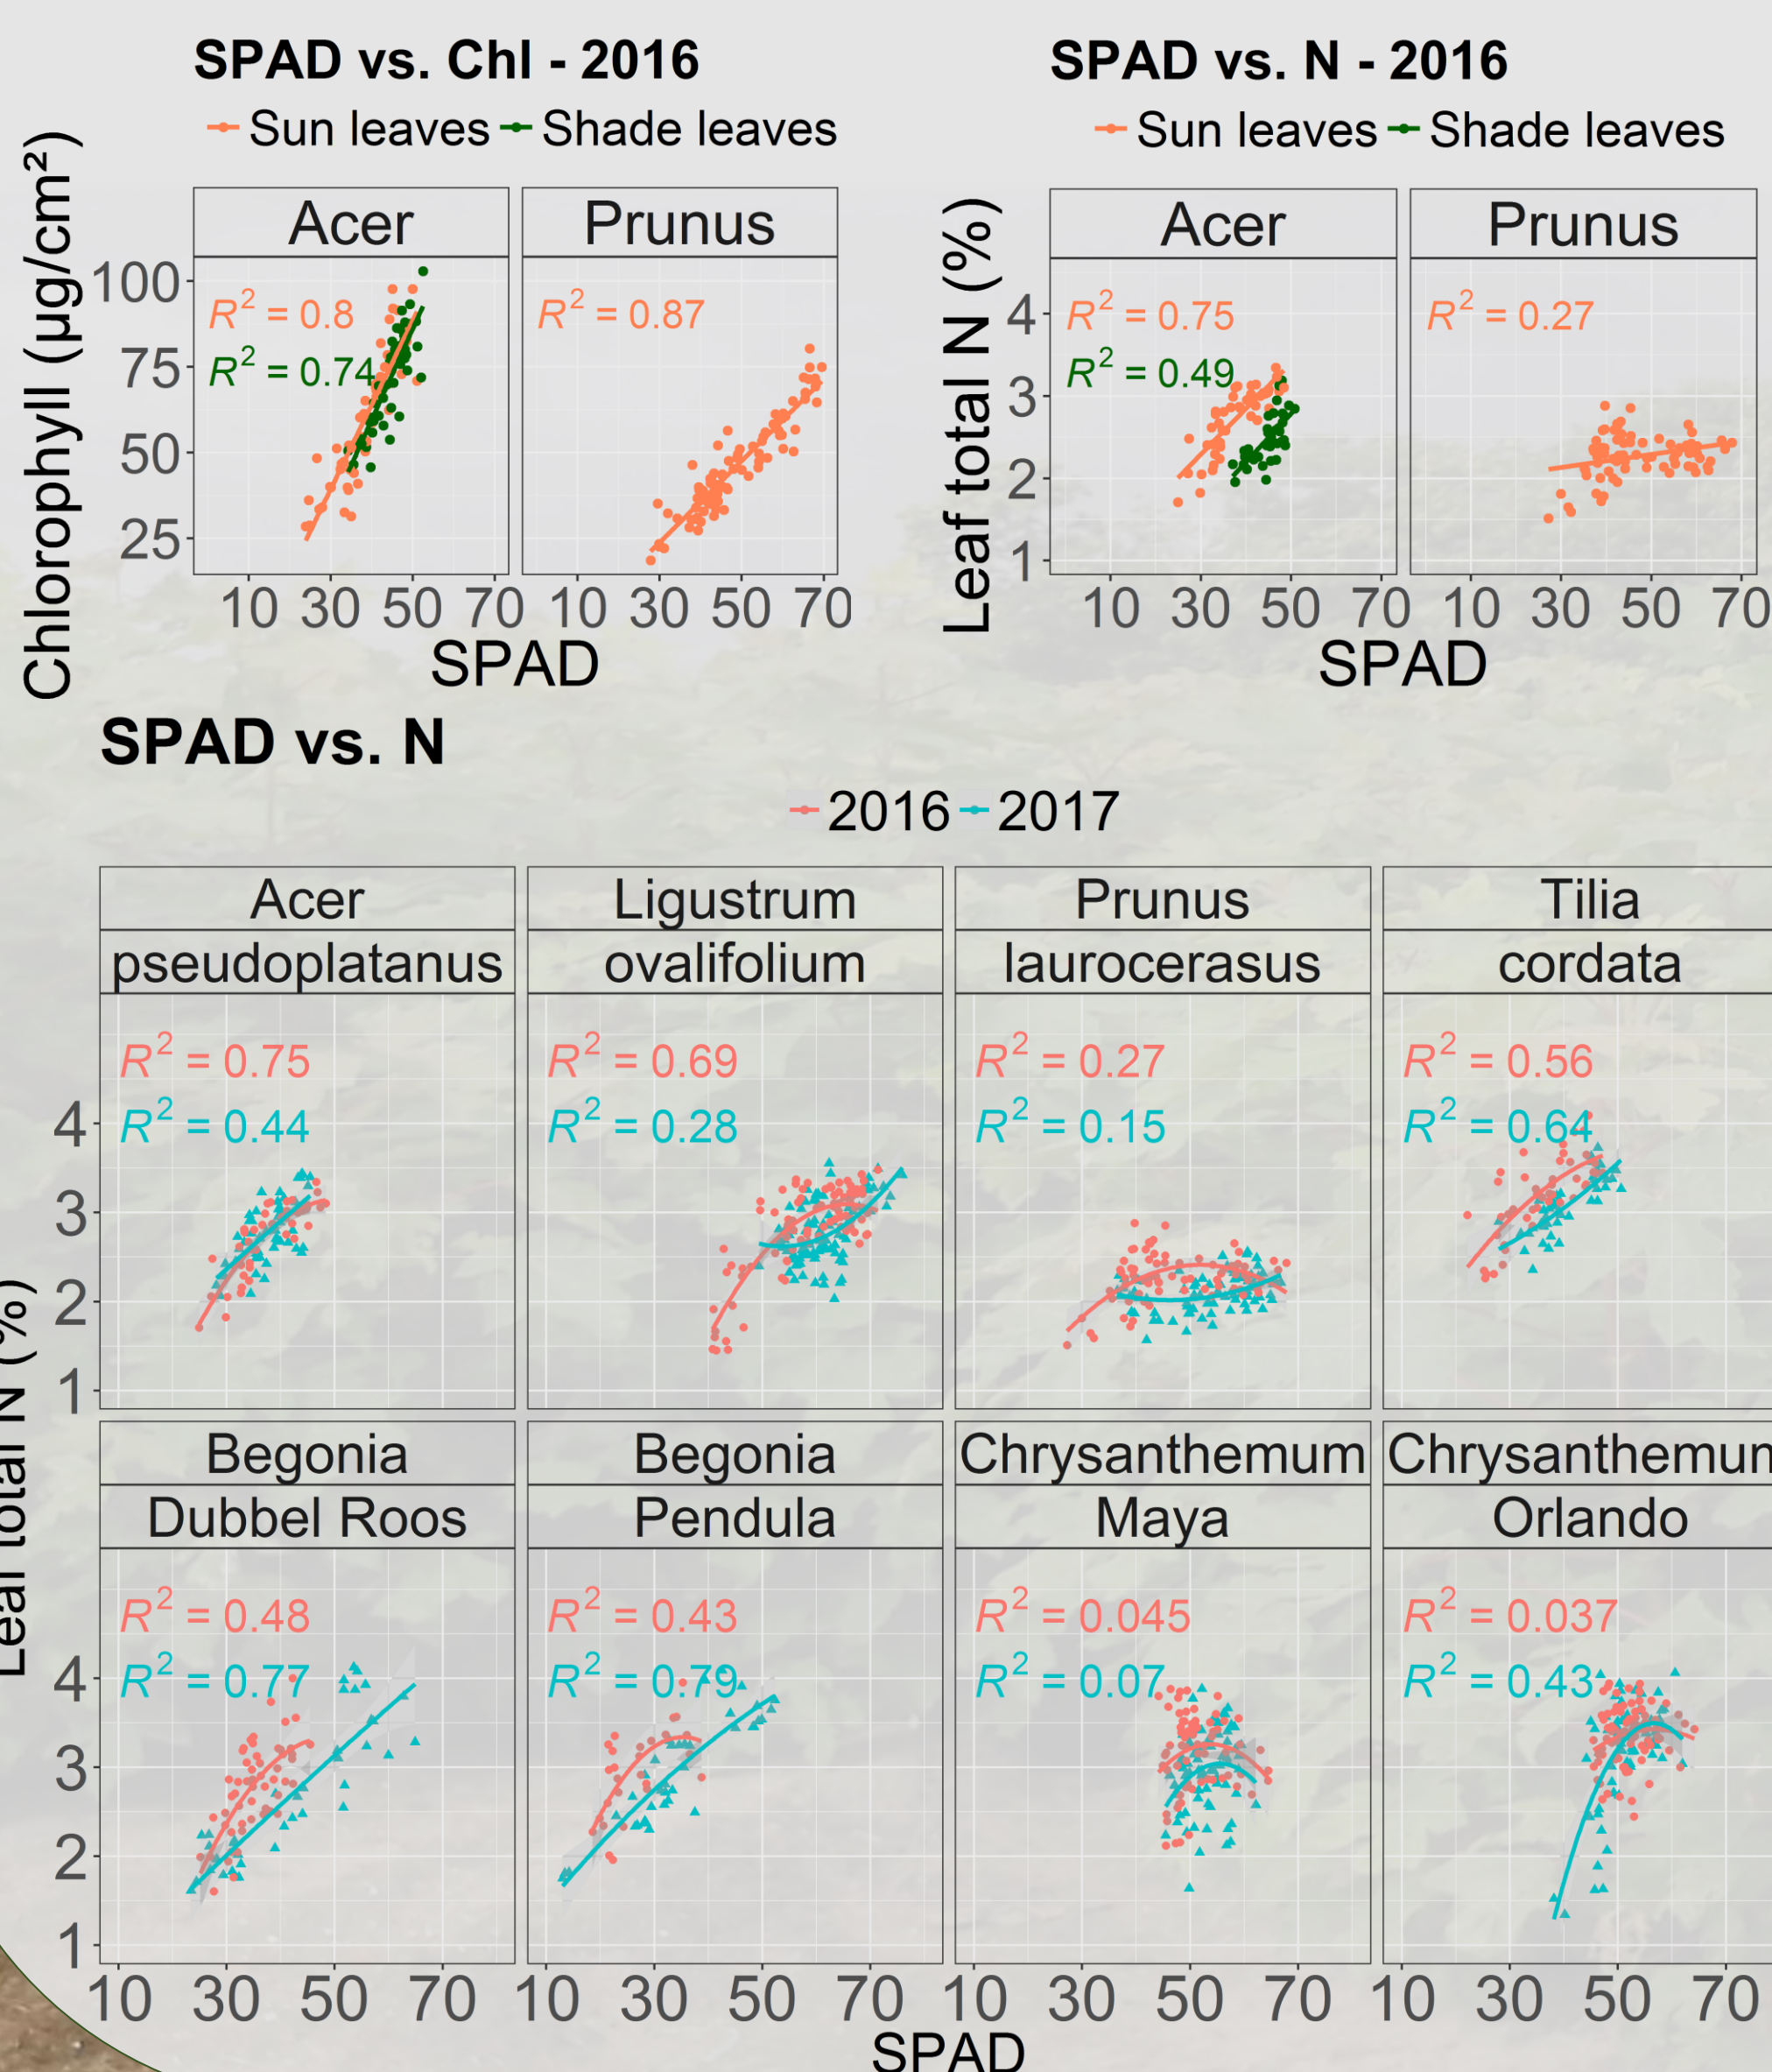 SPAD vs. Chl - 2016
Sun leaves Shade leaves
Chlorophyll (µg/cm²)
Acer Prunus
R² = 0.8
R² = 0.74
R² = 0.87
100
75
50
25
10 30 50 70 10 30 50 70
SPAD
SPAD vs. N - 2016
Sun leaves Shade leaves
Leaf total N (%)
Acer Prunus
R² = 0.75
R² = 0.49
R² = 0.27
4
3
2
1
10 30 50 70 10 30 50 70
SPAD
SPAD vs. N
2016 2017
Leaf total N (%)
Acer Ligustrum Prunus Tilia
pseudoplatanus ovalifolium laurocerasus cordata
R² = 0.75 R² = 0.69 R² = 0.27 R² = 0.56
R² = 0.44 R² = 0.28 R² = 0.15 R² = 0.64
4
3
2
1
Begonia Begonia Chrysanthemum Chrysanthemum
Dubbel Roos Pendula Maya Orlando
R² = 0.48 R² = 0.43 R² = 0.045 R² = 0.037
R² = 0.77 R² = 0.79 R² = 0.07 R² = 0.43
4
3
2
1
10 30 50 70 10 30 50 70 10 30 50 70 10 30 50 70
SPAD